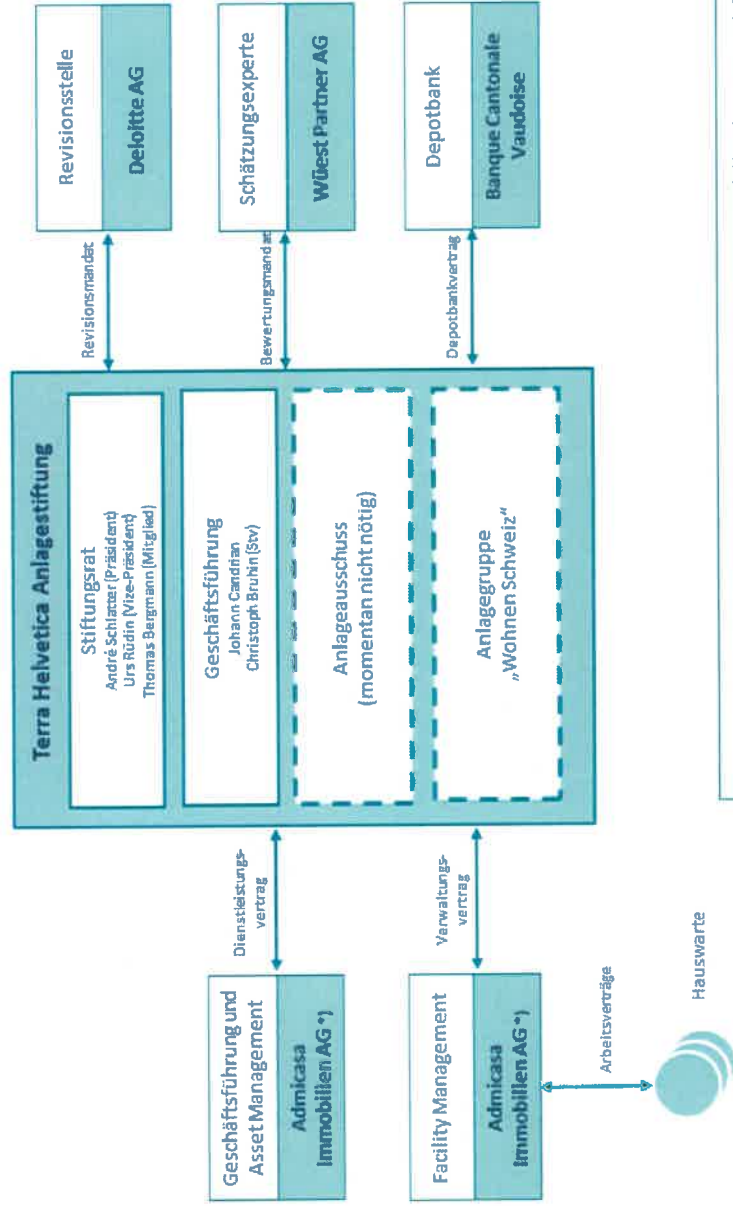 Terra Helvetica Anlagestiftung
Stiftungsrat
André Schlatter (Präsident)
Urs Rüdin (Vize-Präsident)
Thomas Bergmann (Mitglied)
Geschäftsführung
Johann Candrian
Christoph Bruhin (Stv)
Anlageausschuss
(momentan nicht nötig)
Anlagegruppe
„Wohnen Schweiz“
Geschäftsführung und
Asset Management
Admicasa
Immobilien AG *)
Dienstleistungs-
vertrag
Facility Management
Admicasa
Immobilien AG *)
Verwaltungs-
vertrag
Arbeitsverträge
Hauswarte
Revisionsmandat
Revisionsstelle
Deloitte AG
Bewertungsmandat
Schätzungsexperte
Wüest Partner AG
Depotbankvertrag
Depotbank
Banque Cantonale
Vaudoise